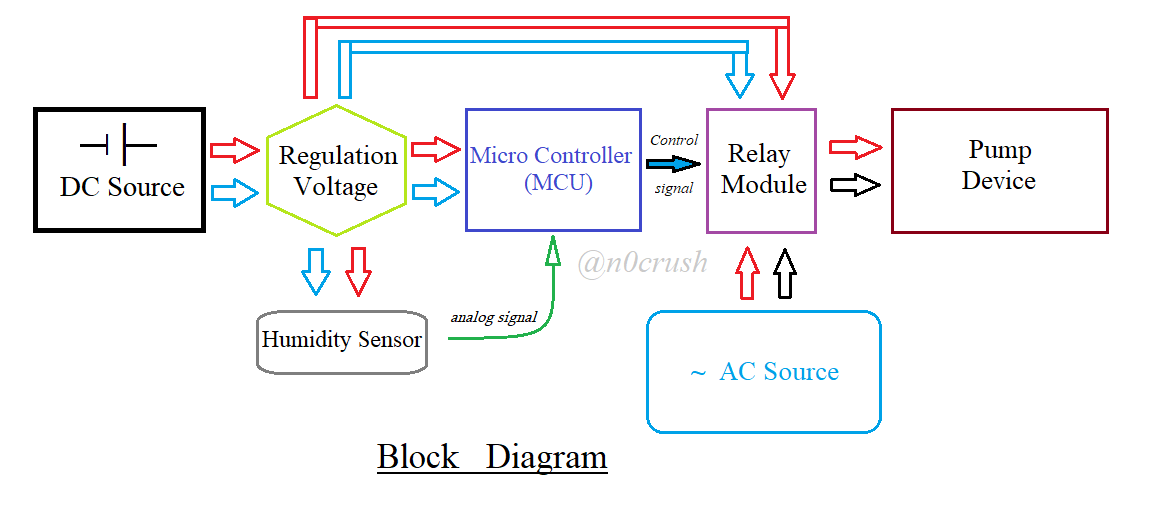 DC Source
Regulation
Voltage
Micro Controller
(MCU)
Control
signal
Relay
Module
Pump
Device
@n0crush
Humidity Sensor
analog signal
~ AC Source
Block Diagram